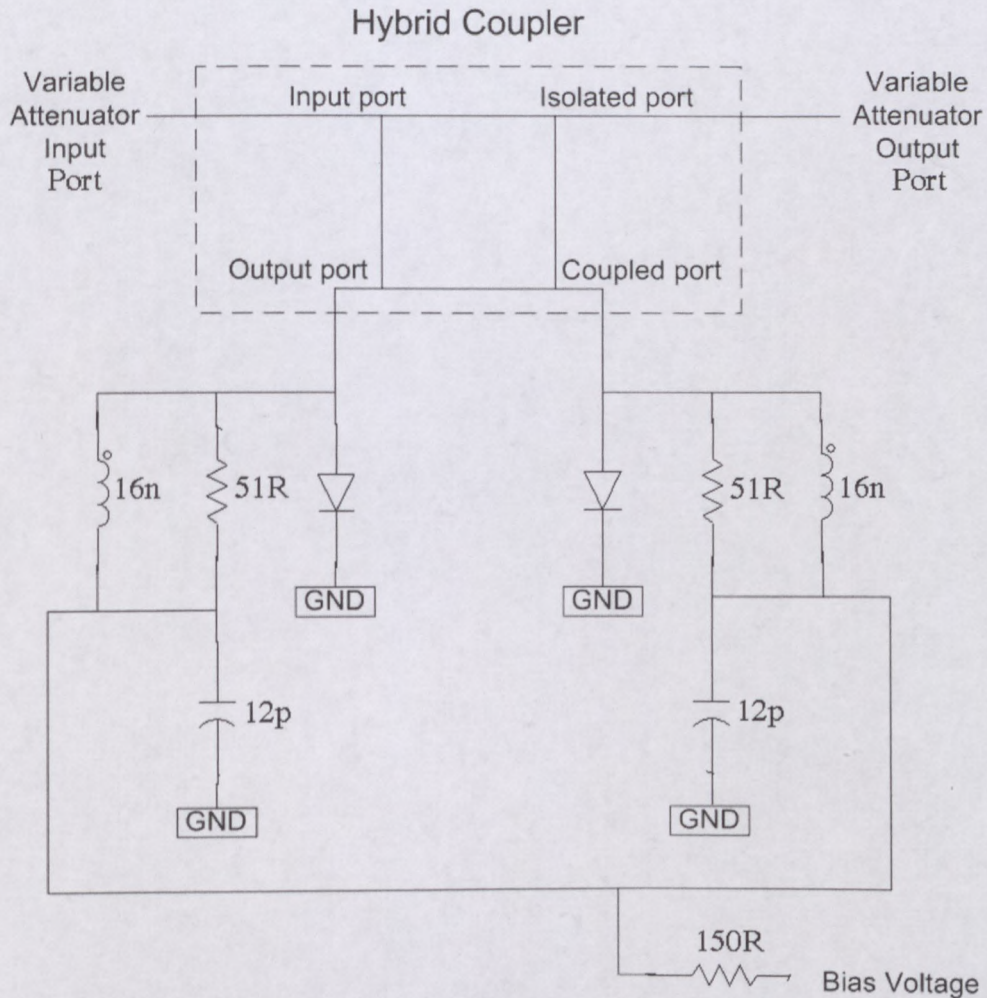 Hybrid Coupler
Variable
Attenuator
Input
Port
Input port
Isolated port
Variable
Attenuator
Output
Port
Output port
Coupled port
16n
51R
51R
16n
GND
GND
12p
12p
GND
GND
150R
Bias Voltage